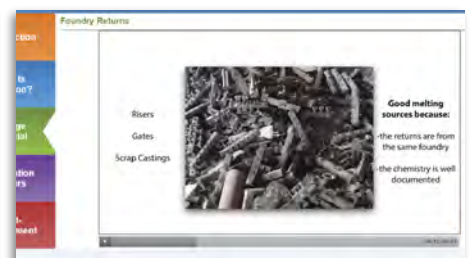 Foundry Returns
Risers
Gates
Scrap Castings
Good melting
sources because:
-the returns are from
the same foundry
-the chemistry is well
documented